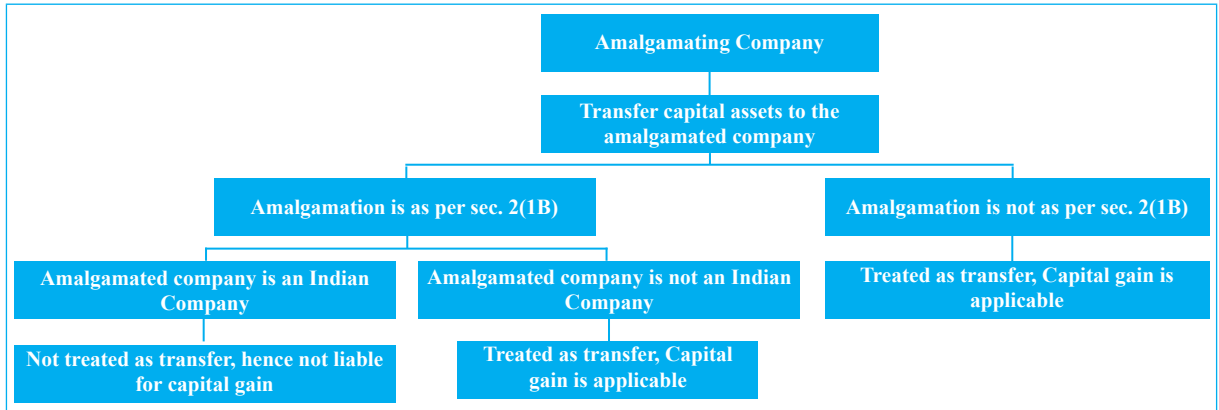 Amalgamating Company
Transfer capital assets to the
amalgamated company
Amalgamation is as per sec. 2(1B)
Amalgamation is not as per sec. 2(1B)
Amalgamated company is an Indian
Company
Amalgamated company is not an Indian
Company
Treated as transfer, Capital gain is
applicable
Not treated as transfer, hence not liable
for capital gain
Treated as transfer, Capital
gain is applicable